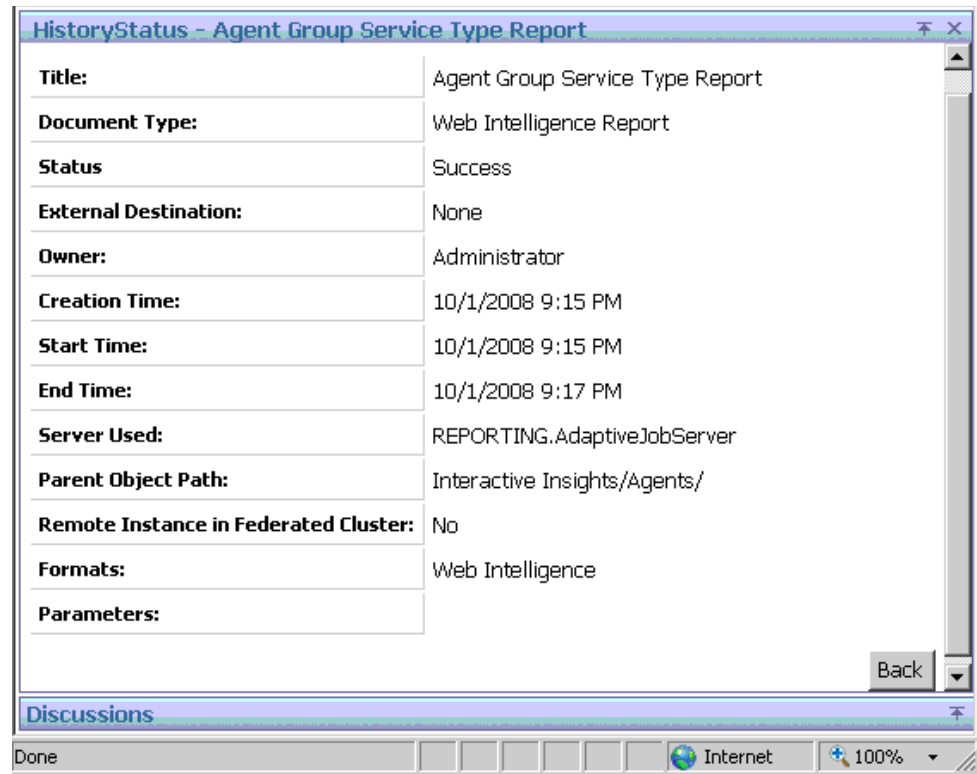 HistoryStatus - Agent Group Service Type Report
Title: Agent Group Service Type Report
Document Type: Web Intelligence Report
Status Success
External Destination: None
Owner: Administrator
Creation Time: 10/1/2008 9:15 PM
Start Time: 10/1/2008 9:15 PM
End Time: 10/1/2008 9:17 PM
Server Used: REPORTING.AdaptiveJobServer
Parent Object Path: Interactive Insights/Agents/
Remote Instance in Federated Cluster: No
Formats: Web Intelligence
Parameters:
Back
Discussions
Done Internet 100%